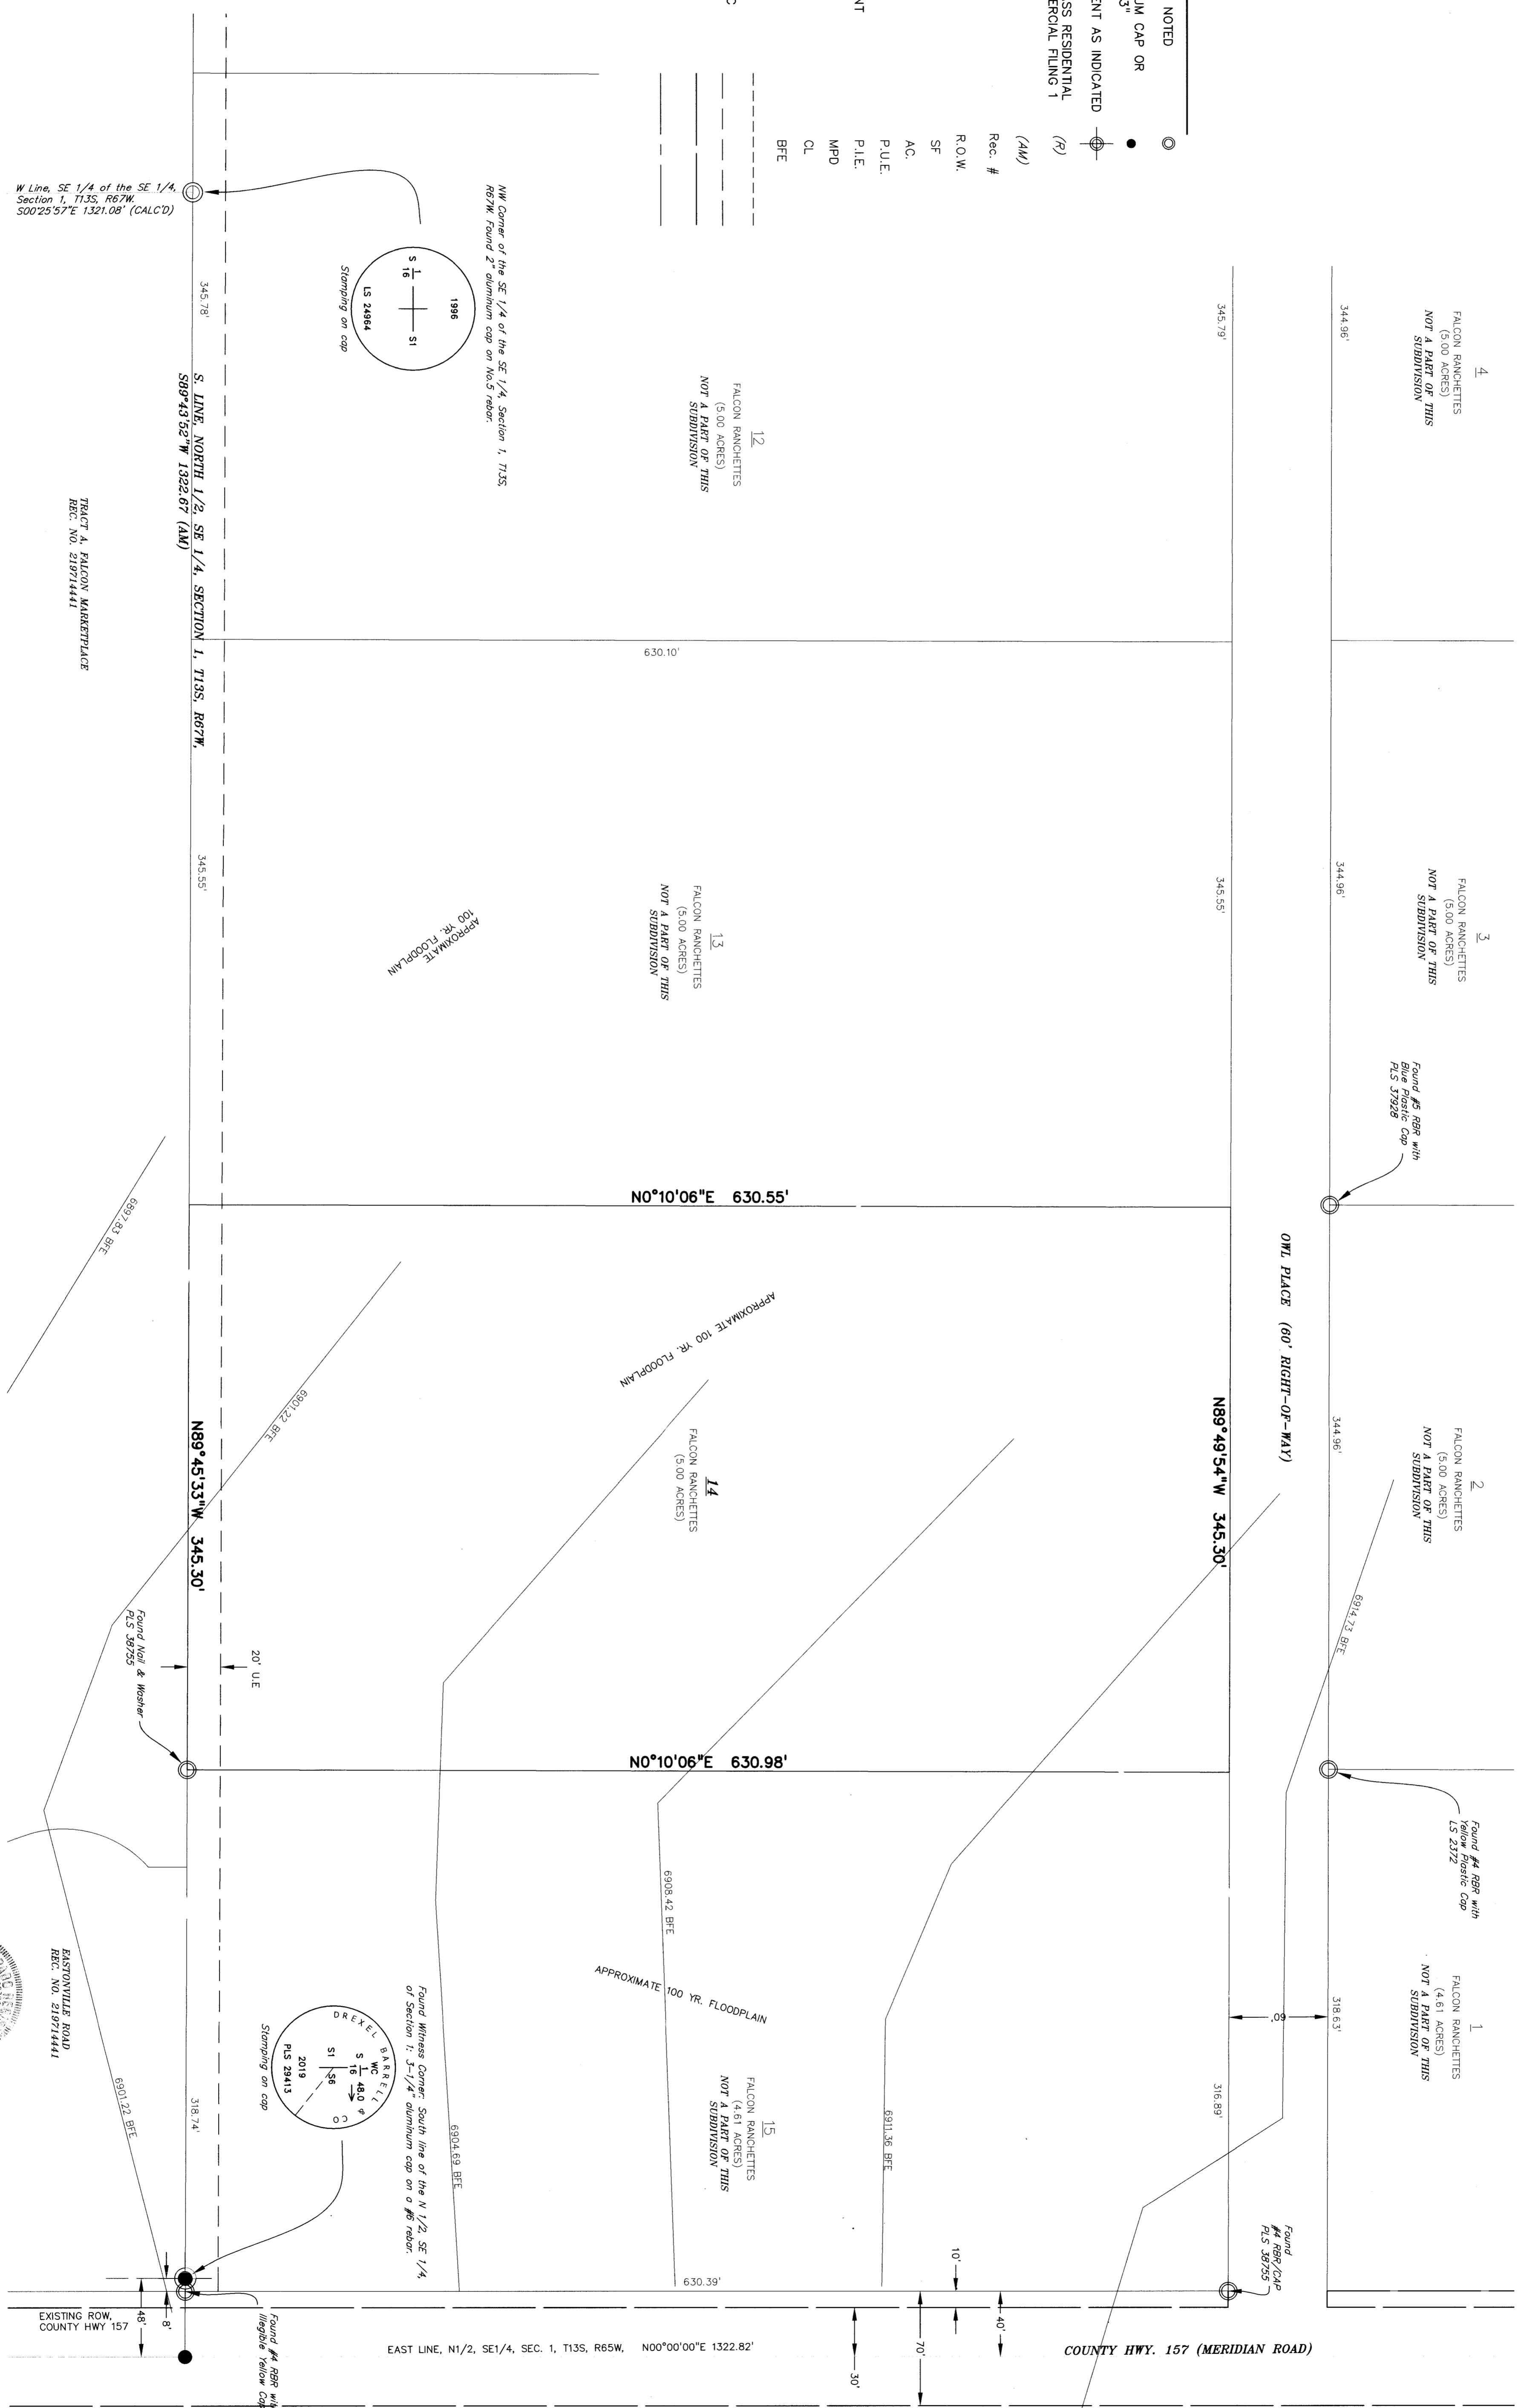 NOTED
UM CAP OR
3"
ENT AS INDICATED
SS RESIDENTIAL
ERCIAL FILING 1
NT
C
(R)
(AM)
Rec. #
R.O.W.
SF
AC.
P.U.E.
P.I.E.
MPD
CL
BFE
4
FALCON RANCHETTES
(5.00 ACRES)
NOT A PART OF THIS
SUBDIVISION
3
FALCON RANCHETTES
(5.00 ACRES)
NOT A PART OF THIS
SUBDIVISION
2
FALCON RANCHETTES
(5.00 ACRES)
NOT A PART OF THIS
SUBDIVISION
1
FALCON RANCHETTES
(4.61 ACRES)
NOT A PART OF THIS
SUBDIVISION
344.96'
344.96'
344.96'
318.63'
Found #5 RBR with
Blue Plastic Cap
PLS 37928
Found #4 RBR with
Yellow Plastic Cap
LS 2372
6914.73 BFE
OWL PLACE (60' RIGHT-OF-WAY)
60'
345.79'
345.55'
N89°49'54"W 345.30'
316.89'
Found
#4 RBR/CAP
PLS 38755
12
FALCON RANCHETTES
(5.00 ACRES)
NOT A PART OF THIS
SUBDIVISION
630.10'
13
FALCON RANCHETTES
(5.00 ACRES)
NOT A PART OF THIS
SUBDIVISION
APPROXIMATE
100 YR. FLOODPLAIN
N0°10'06"E 630.55'
APPROXIMATE 100 YR. FLOODPLAIN
14
FALCON RANCHETTES
(5.00 ACRES)
N0°10'06"E 630.98'
6911.36 BFE
15
FALCON RANCHETTES
(4.61 ACRES)
NOT A PART OF THIS
SUBDIVISION
APPROXIMATE 100 YR. FLOODPLAIN
6908.42 BFE
6904.69 BFE
630.39'
10'
40'
70'
30'
COUNTY HWY. 157 (MERIDIAN ROAD)
EAST LINE, N1/2, SE1/4, SEC. 1, T13S, R65W, N00°00'00"E 1322.82'
NW Corner of the SE 1/4 of the SE 1/4, Section 1, T13S,
R67W. Found 2" aluminum cap on No.5 rebar.
1996
S 1/16
S1
LS 24964
Stamping on cap
W Line, SE 1/4 of the SE 1/4,
Section 1, T13S, R67W.
S00°25'57"E 1321.08' (CALC'D)
345.78'
S. LINE, NORTH 1/2, SE 1/4, SECTION 1, T13S, R67W,
S89°43'52"W 1322.67 (AM)
345.55'
TRACT A, FALCON MARKETPLACE
REC. NO. 219714441
6897.83 BFE
6901.22 BFE
N89°45'33"W 345.30'
20' U.E
Found Nail & Washer
PLS 38755
Found Witness Corner: South line of the N 1/2, SE 1/4,
of Section 1: 3-1/4" aluminum cap on a #6 rebar.
DREXEL BARRELL & CO
WC
S 1/16 48.0
S1 S6
2019
PLS 29413
Stamping on cap
318.74'
EASTONVILLE ROAD
REC. NO. 219714441
6901.22 BFE
EXISTING ROW,
COUNTY HWY 157
8'
48'
Found #4 RBR with
Illegible Yellow Cap